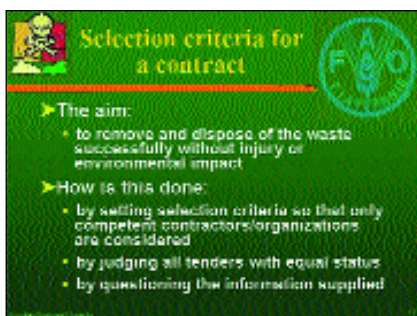 Selection criteria for
a contract
F A O
The aim:
to remove and dispose of the waste
successfully without injury or
environmental impact
How is this done:
by setting selection criteria so that only
competent contractors/organizations
are considered
by judging all tenders with equal status
by questioning the information supplied